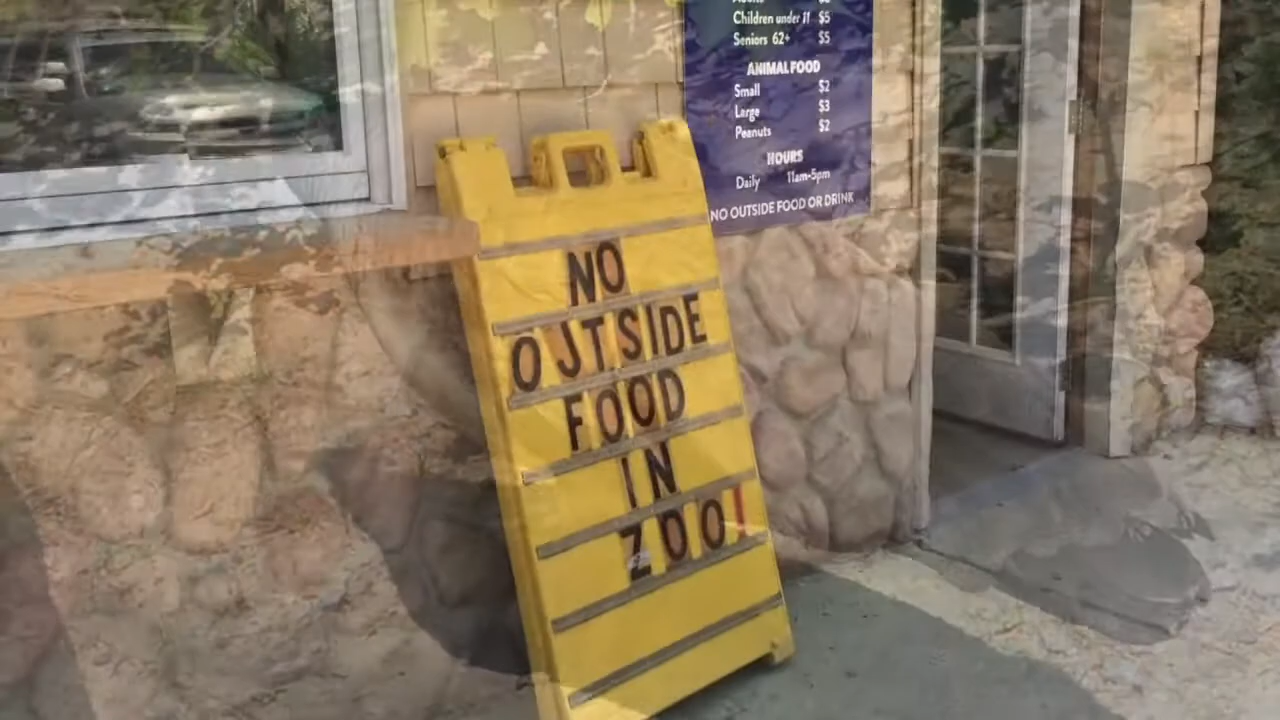 Children under 11 $5
Seniors 62+ $5
ANIMAL FOOD
Small $2
Large $3
Peanuts $2
HOURS
Daily 11am-5pm
NO OUTSIDE FOOD OR DRINK
NO
OUTSIDE
FOOD
IN
ZOO!